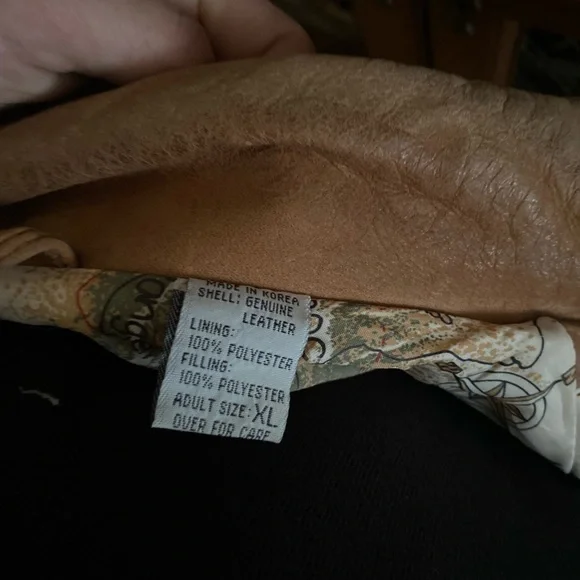 MADE IN KOREA
SHELL: GENUINE
LEATHER
LINING:
100% POLYESTER
FILLING:
100% POLYESTER
ADULT SIZE: XL
OVER FOR CARE